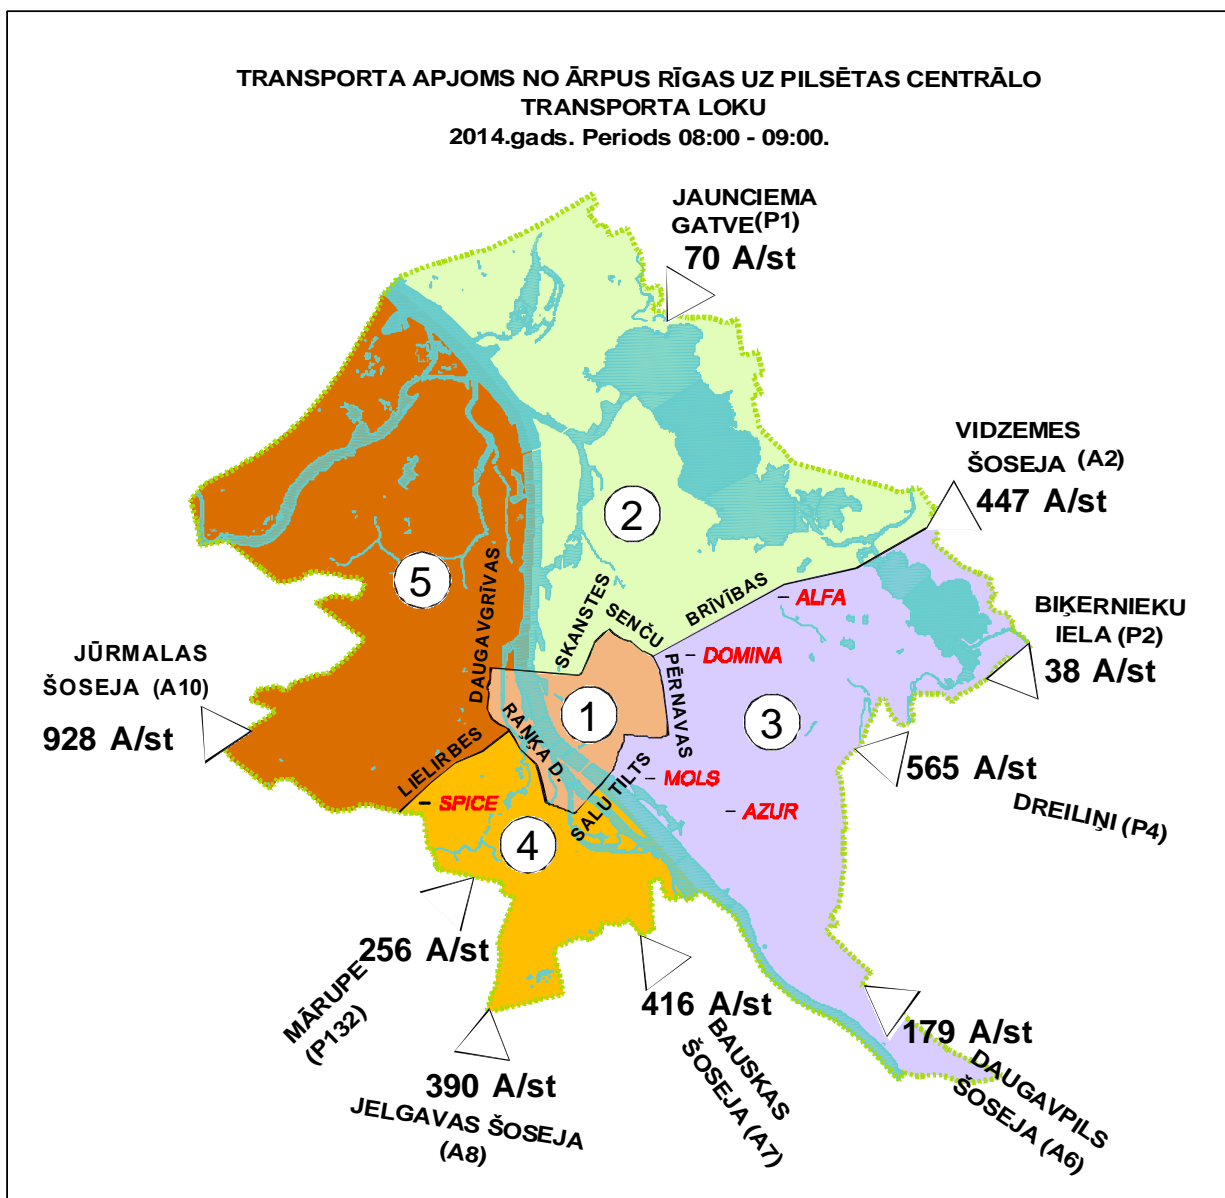 TRANSPORTA APJOMS NO ĀRPUS RĪGAS UZ PILSĒTAS CENTRĀLO
TRANSPORTA LOKU
2014.gads. Periods 08:00 - 09:00.
JAUNCIEMA
GATVE(P1)
70 A/st
VIDZEMES
ŠOSEJA (A2)
447 A/st
2
5
DAUGAVGRĪVAS
SKANSTES
SENČU
BRĪVĪBAS
ALFA
BIĶERNIEKU
IELA (P2)
38 A/st
DOMINA
PĒRNAVAS
JŪRMALAS
ŠOSEJA (A10)
928 A/st
1
3
RAŅĶA D.
LIELIRBES
SPICE
SALU TILTS
MOLS
AZUR
565 A/st
DREILIŅI (P4)
4
256 A/st
MĀRUPE
(P132)
416 A/st
BAUSKAS
ŠOSEJA (A7)
179 A/st
DAUGAVPILS
ŠOSEJA (A6)
390 A/st
JELGAVAS ŠOSEJA
(A8)